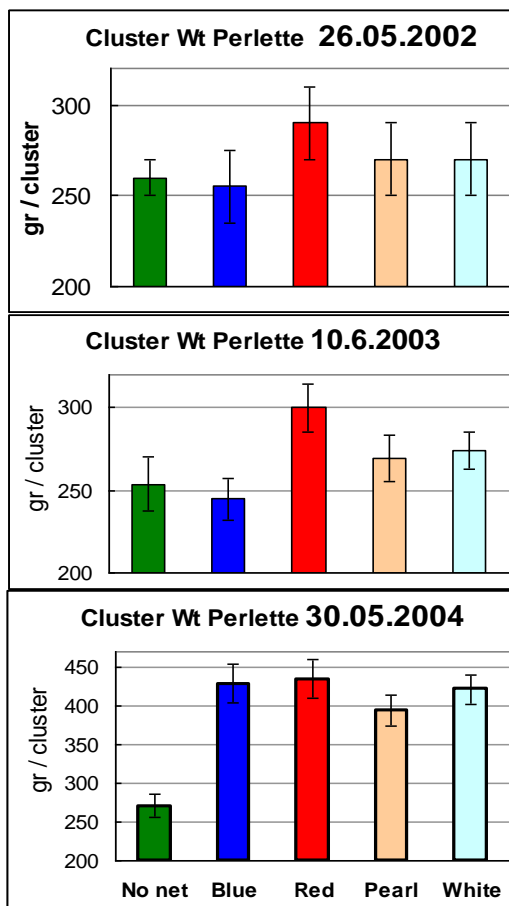 Cluster Wt Perlette 26.05.2002
gr / cluster
300
250
200
Cluster Wt Perlette 10.6.2003
gr / cluster
300
250
200
Cluster Wt Perlette 30.05.2004
gr / cluster
450
400
350
300
250
200
No net Blue Red Pearl White